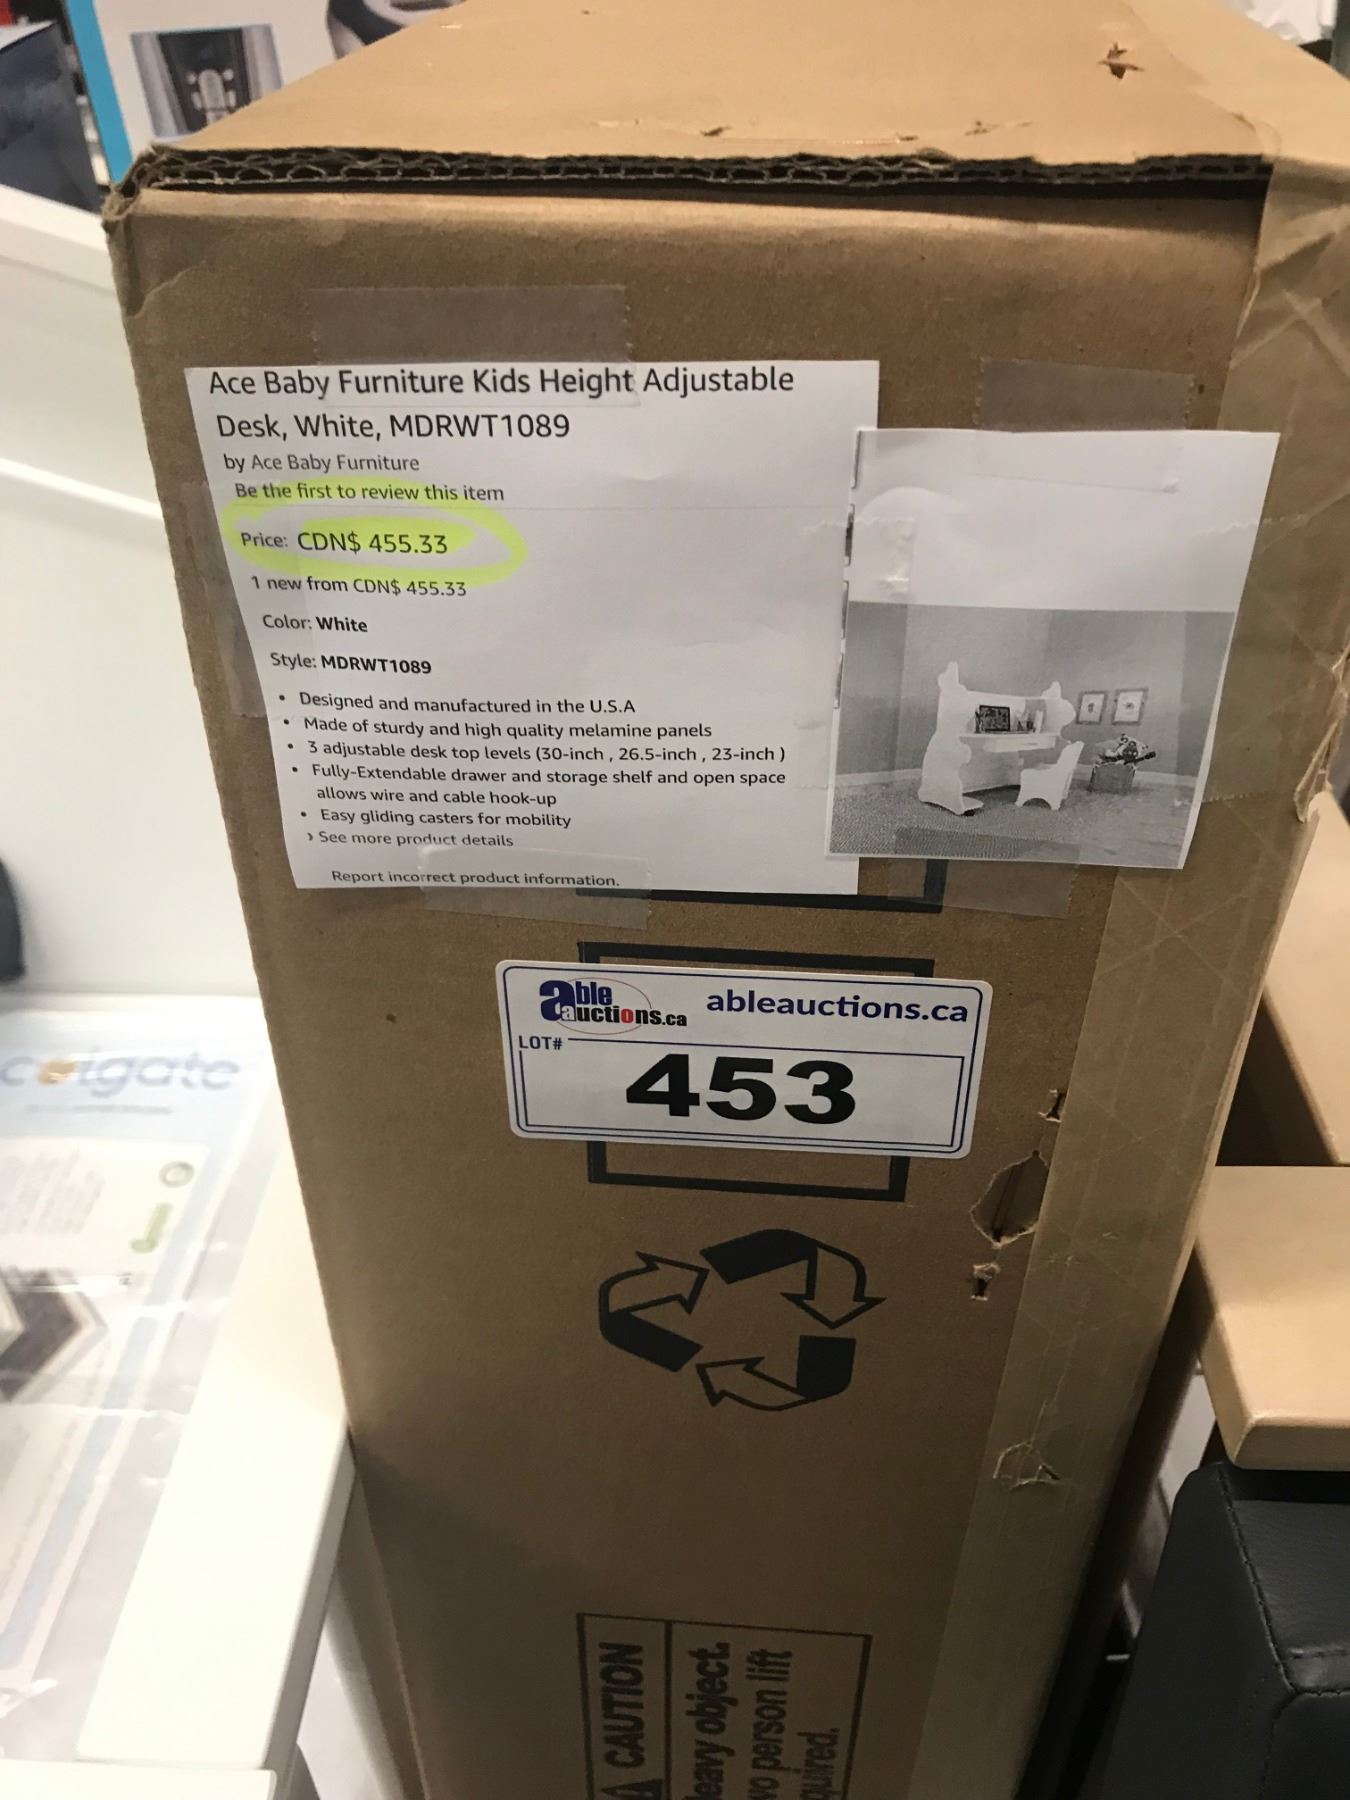 Ace Baby Furniture Kids Height Adjustable
Desk, White, MDRWT1089
by Ace Baby Furniture
Be the first to review this item
Price: CDN$ 455.33
1 new from CDN$ 455.33
Color: White
Style: MDRWT1089
• Designed and manufactured in the U.S.A
• Made of sturdy and high quality melamine panels
• 3 adjustable desk top levels (30-inch , 26.5-inch , 23-inch )
• Fully-Extendable drawer and storage shelf and open space
allows wire and cable hook-up
• Easy gliding casters for mobility
› See more product details
Report incorrect product information.
able auctions.ca
ableauctions.ca
LOT#
453
colgate
CAUTION
eavy object.
wo person lift
quired.